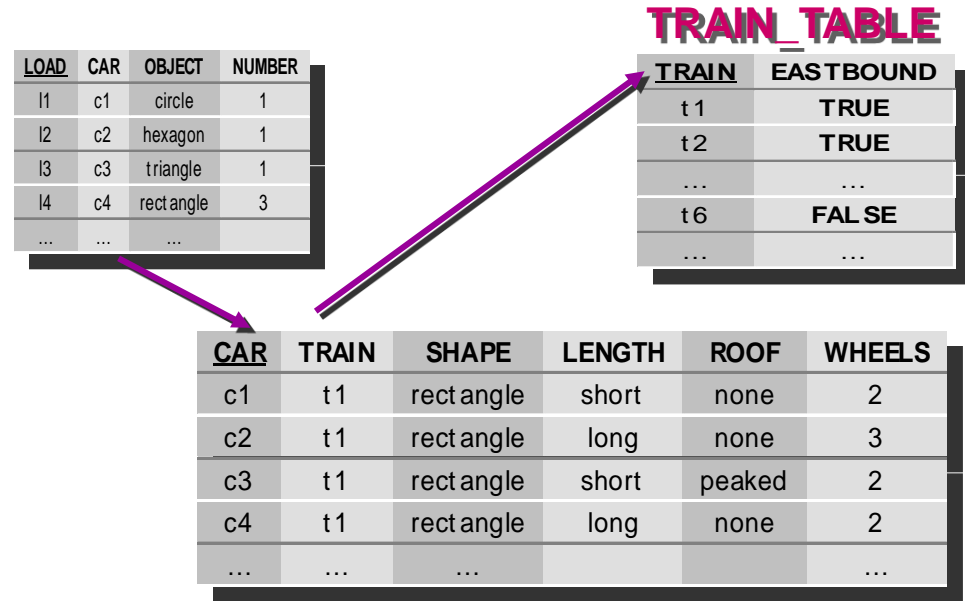 TRAIN_TABLE
LOAD CAR OBJECT NUMBER
l1 c1 circle 1
l2 c2 hexagon 1
l3 c3 triangle 1
l4 c4 rectangle 3
... ... ...
TRAIN EASTBOUND
t1 TRUE
t2 TRUE
... ...
t6 FALSE
... ...
CAR TRAIN SHAPE LENGTH ROOF WHEELS
c1 t1 rectangle short none 2
c2 t1 rectangle long none 3
c3 t1 rectangle short peaked 2
c4 t1 rectangle long none 2
... ... ... ...